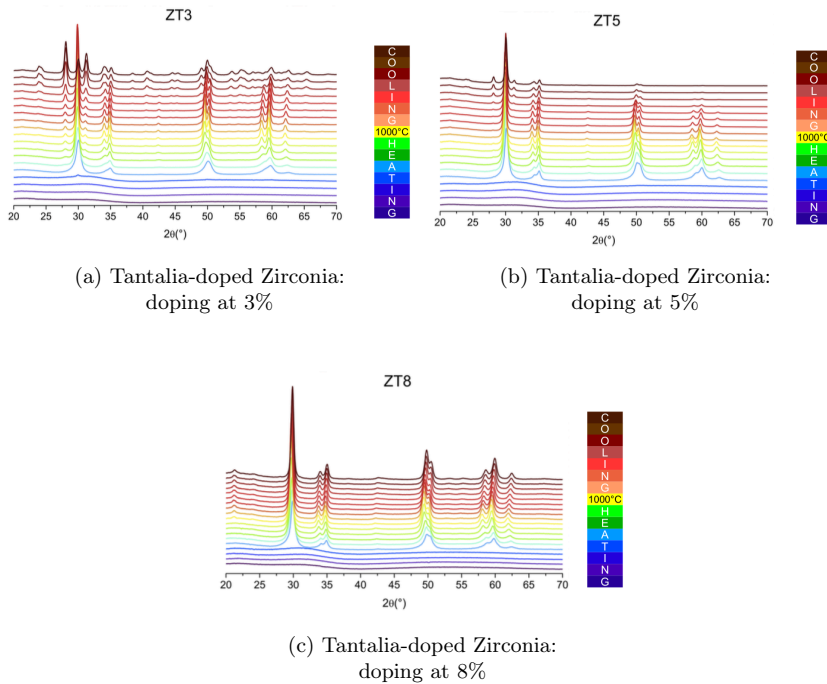 ZT3
C
O
O
L
I
N
G
1000°C
H
E
A
T
I
N
G
20 25 30 35 40 45 50 55 60 65 70
2θ(°)
(a) Tantalia-doped Zirconia:
doping at 3%
ZT5
C
O
O
L
I
N
G
1000°C
H
E
A
T
I
N
G
20 25 30 35 40 45 50 55 60 65 70
2θ(°)
(b) Tantalia-doped Zirconia:
doping at 5%
ZT8
C
O
O
L
I
N
G
1000°C
H
E
A
T
I
N
G
20 25 30 35 40 45 50 55 60 65 70
2θ(°)
(c) Tantalia-doped Zirconia:
doping at 8%